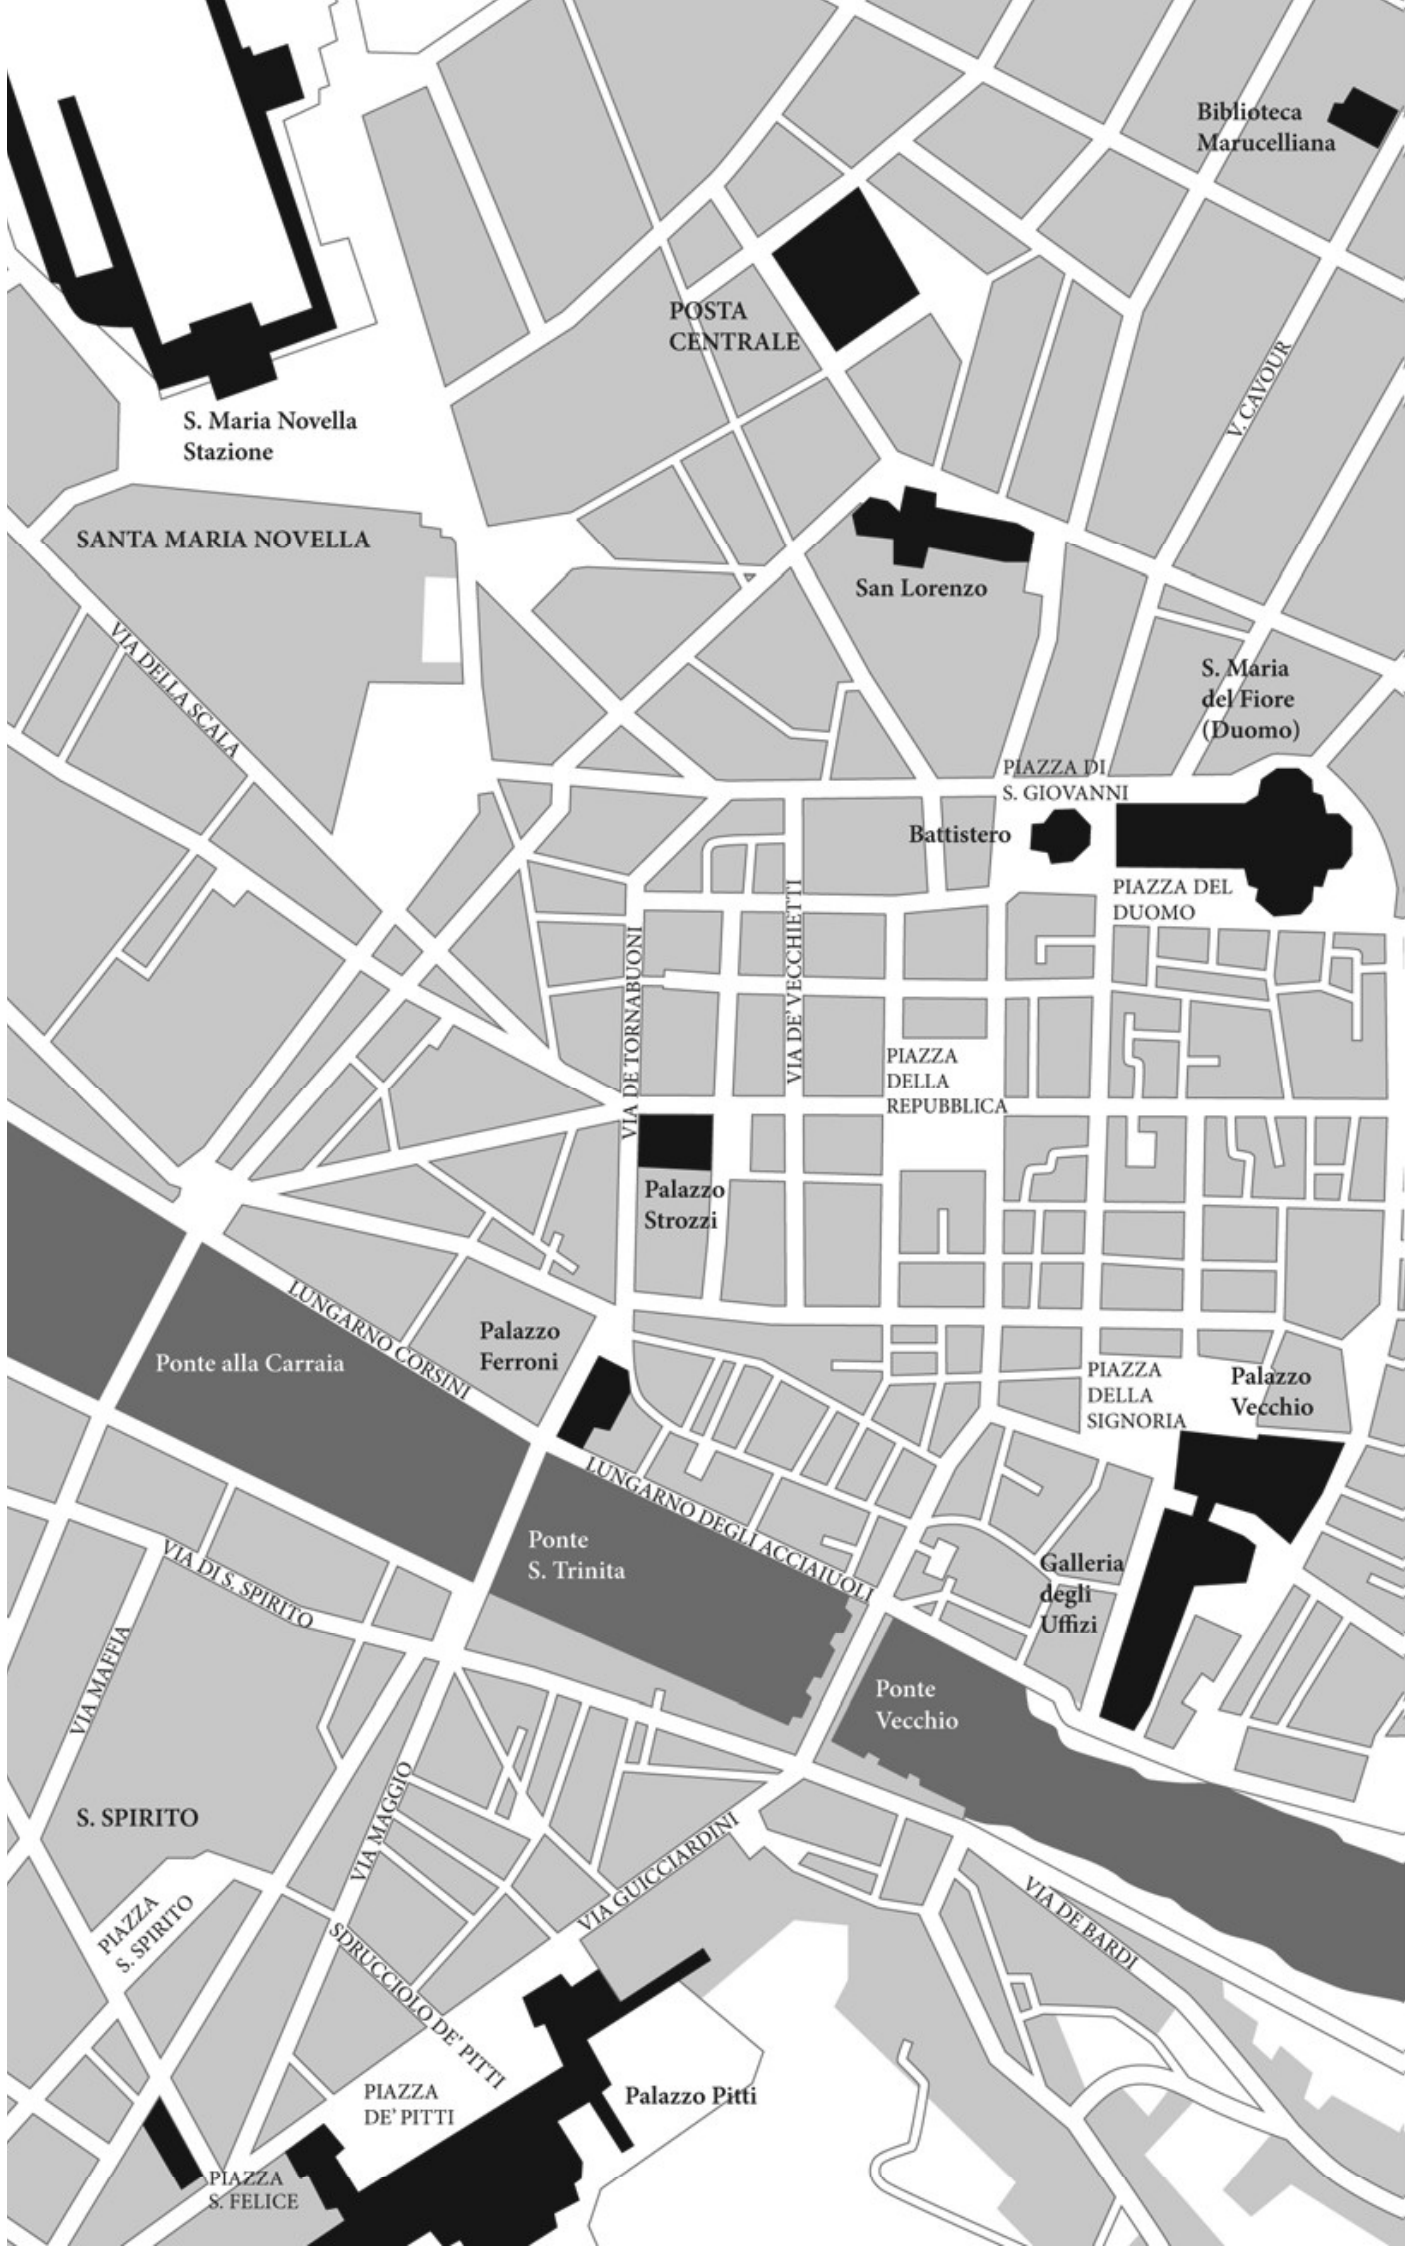 Biblioteca
Marucelliana
POSTA
CENTRALE
V. CAVOUR
S. Maria Novella
Stazione
SANTA MARIA NOVELLA
San Lorenzo
VIA DELLA SCALA
S. Maria
del Fiore
(Duomo)
PIAZZA DI
S. GIOVANNI
Battistero
PIAZZA DEL
DUOMO
VIA DE TORNABUONI
VIA DE' VECCHIETTI
PIAZZA
DELLA
REPUBBLICA
Palazzo
Strozzi
LUNGARNO CORSINI
Palazzo
Ferroni
Ponte alla Carraia
PIAZZA
DELLA
SIGNORIA
Palazzo
Vecchio
LUNGARNO DEGLI ACCIAIUOLI
Ponte
S. Trinita
Galleria
degli
Uffizi
VIA DI S. SPIRITO
VIA MAFFIA
Ponte
Vecchio
VIA MAGGIO
S. SPIRITO
VIA GUICCIARDINI
PIAZZA
S. SPIRITO
VIA DE BARDI
SDRUCCIOLO DE' PITTI
PIAZZA
DE' PITTI
Palazzo Pitti
PIAZZA
S. FELICE